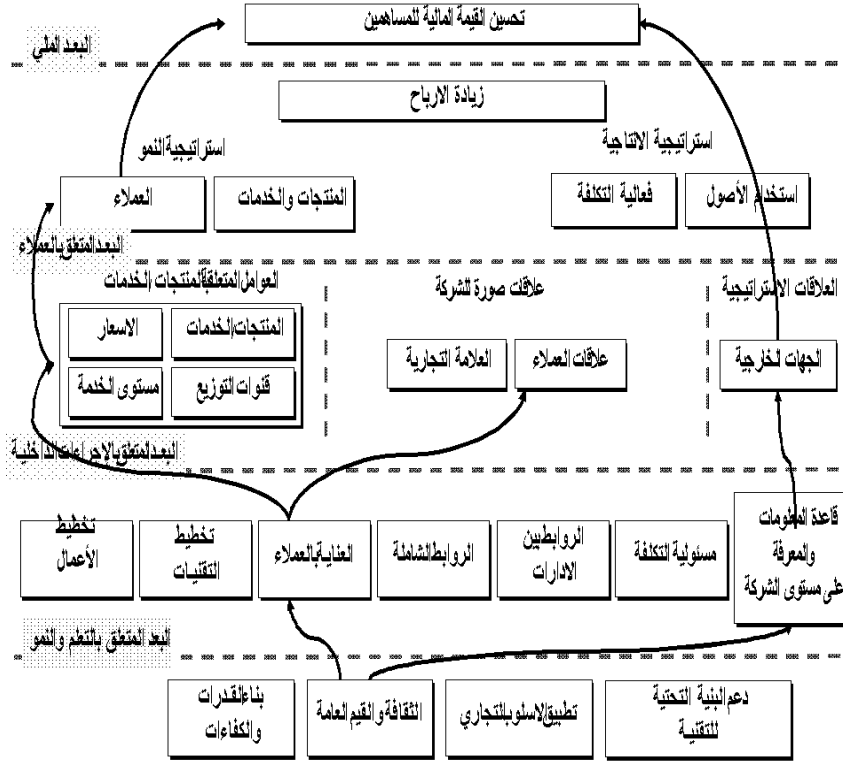 تحسين القيمة المالية للمساهمين
البعد الملي
زيادة الارباح
استراتيجية الانتاجية
استراتيجية النمو
استخدام الأصول
فعالية التكلفة
المنتجات والخدمات
العملاء
البعد المتعلق بالعملاء
العلاقات الاستراتيجية
علاقات صورة للشركة
العوامل المتعلقة بالمنتجات/الخدمات
المنتجات/الخدمات
الاسعار
الجهات الخارجية
علاقات العملاء
العلامة التجارية
قنوات التوزيع
مستوى الخدمة
البعد المتعلق بالاجراءات الداخلية
قاعدة المعلومات
والمعرفة
على مستوى الشركة
مسئولية التكلفة
الروابط بين
الادارات
الروابط الشاملة
العناية بالعملاء
تخطيط
التقنيات
تخطيط
الأعمال
البعد المتعلق بالتعلم والنمو
دعم البنية التحتية
للتقنية
تطبيق الاسلوب التجاري
الثقافة والقيم العامة
بناء القدرات
والكفاءات